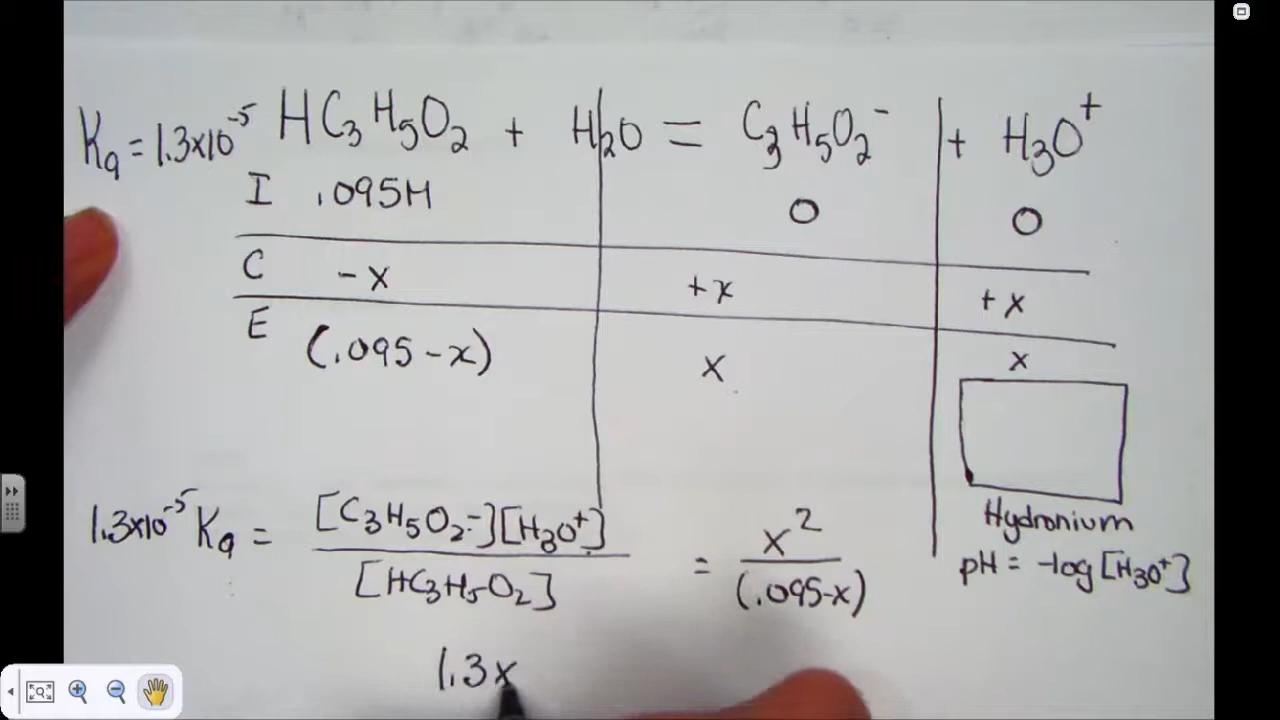 Ka = 1.3x10⁻⁵ HC₃H₅O₂ + H₂O = C₃H₅O₂⁻ + H₃O⁺
I .095M 0 0
C -x +x +x
E (.095-x) x x
1.3x10⁻⁵ Ka = [C₃H₅O₂⁻][H₃O⁺] / [HC₃H₅O₂] = x² / (.095-x)
Hydronium
pH = -log[H₃O⁺]
1.3x